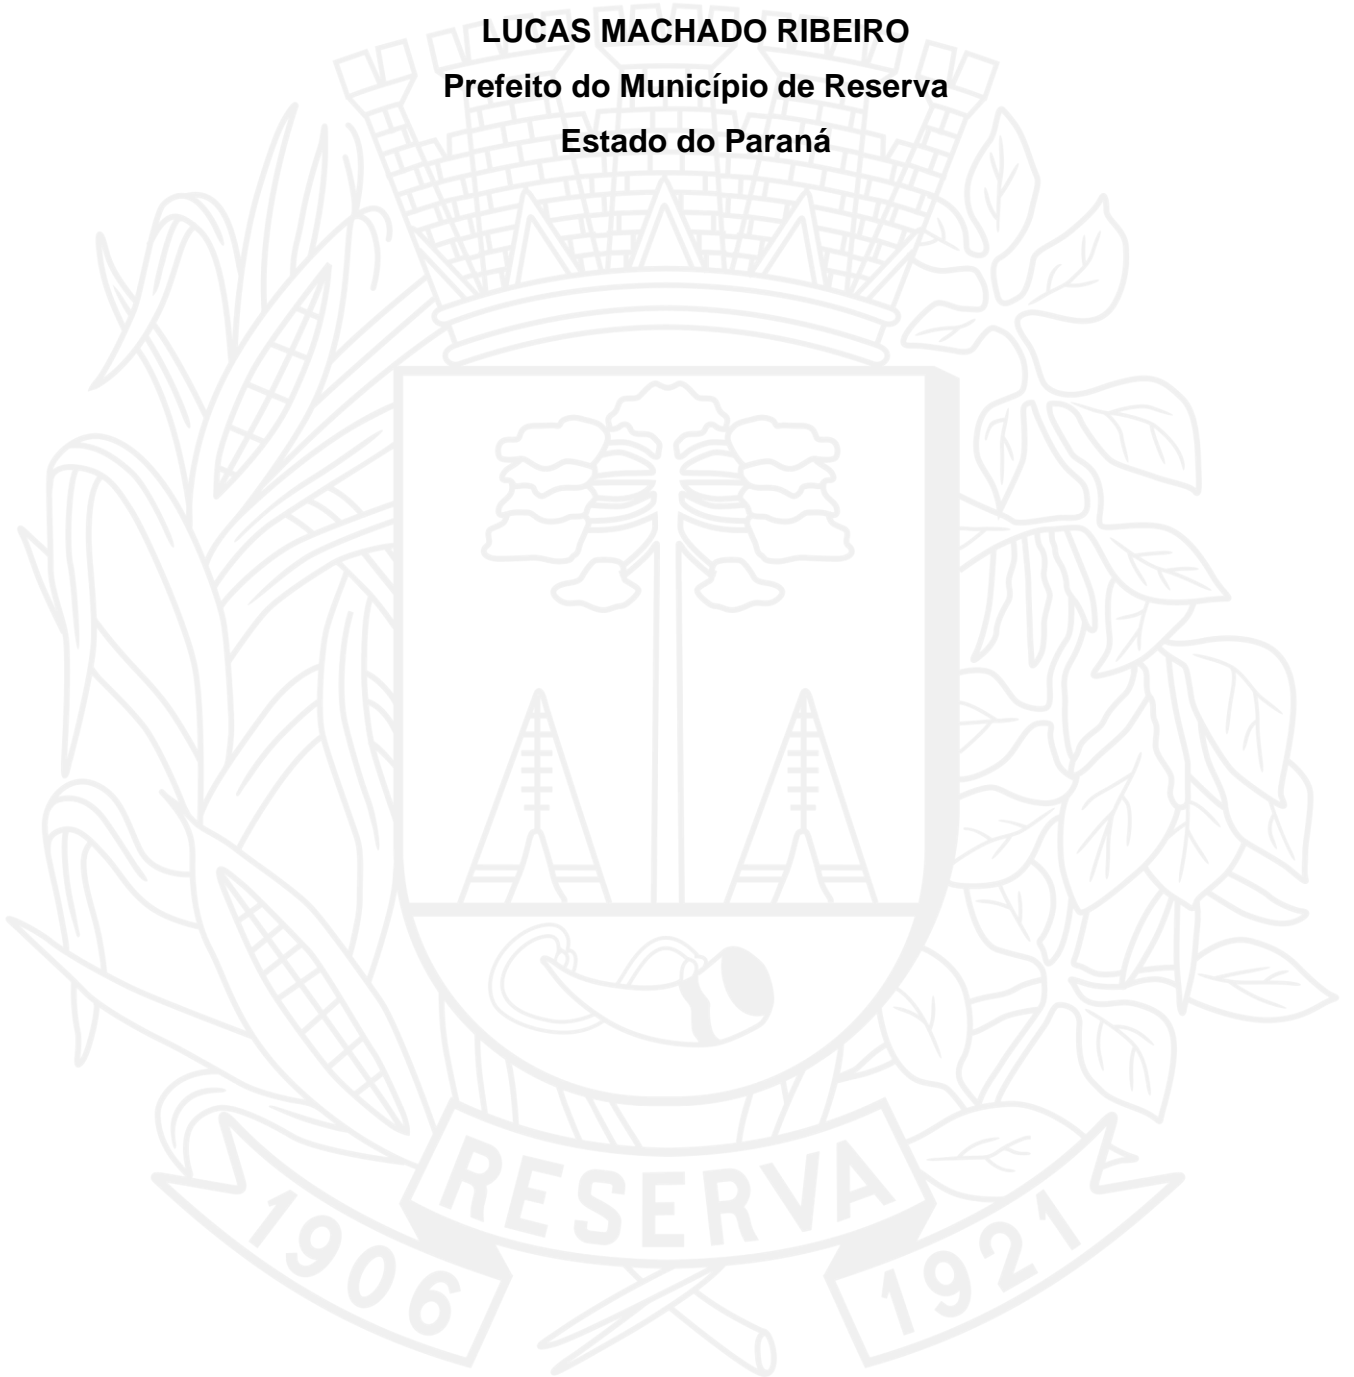 LUCAS MACHADO RIBEIRO
Prefeito do Município de Reserva
Estado do Paraná
RESERVA
1906
1921